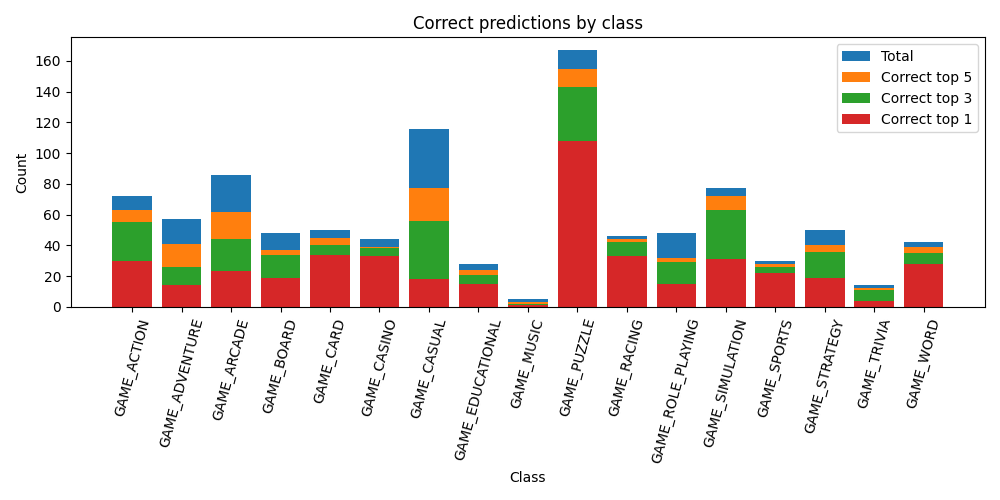 Correct predictions by class
Total
Correct top 5
Correct top 3
Correct top 1
Count
160
140
120
100
80
60
40
20
0
GAME_ACTION
GAME_ADVENTURE
GAME_ARCADE
GAME_BOARD
GAME_CARD
GAME_CASINO
GAME_CASUAL
GAME_EDUCATIONAL
GAME_MUSIC
GAME_PUZZLE
GAME_RACING
GAME_ROLE_PLAYING
GAME_SIMULATION
GAME_SPORTS
GAME_STRATEGY
GAME_TRIVIA
GAME_WORD
Class